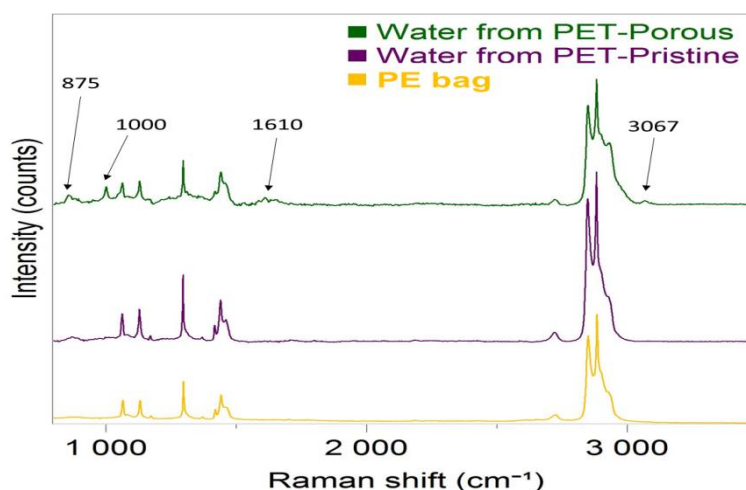 Water from PET-Porous
Water from PET-Pristine
PE bag
875
1000
1610
3067
Intensity (counts)
1 000
2 000
3 000
Raman shift (cm⁻¹)